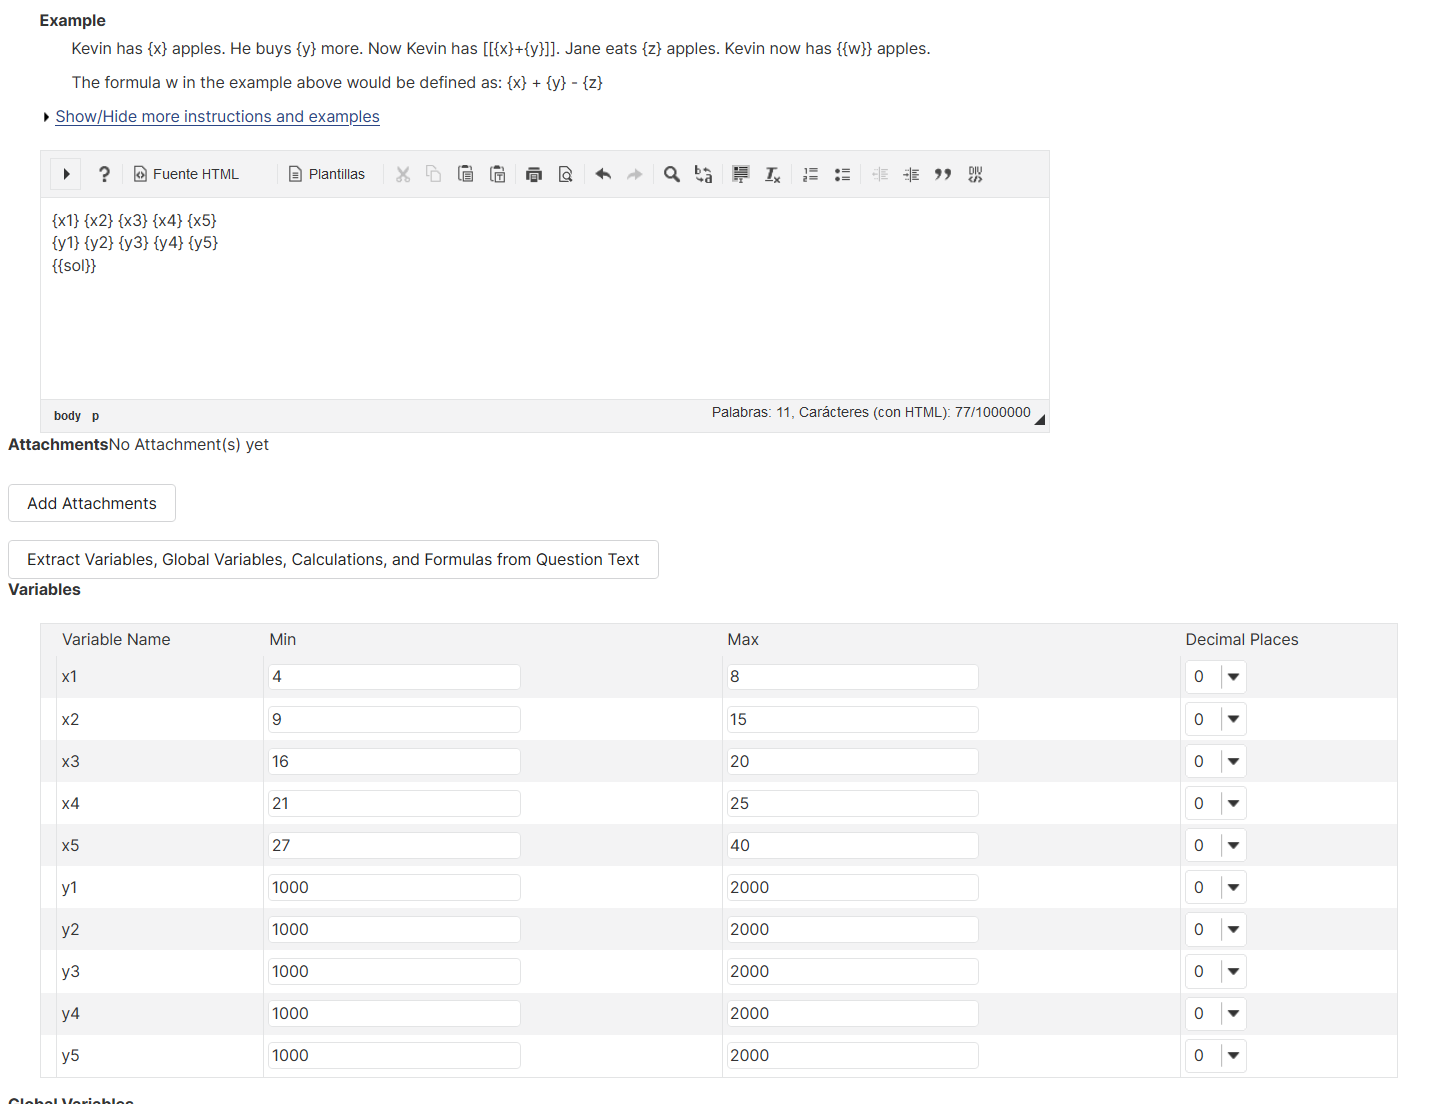 Example
Kevin has {x} apples. He buys {y} more. Now Kevin has [[{x}+{y}]]. Jane eats {z} apples. Kevin now has {{w}} apples.
The formula w in the example above would be defined as: {x} + {y} - {z}
Show/Hide more instructions and examples
? Fuente HTML Plantillas
{x1} {x2} {x3} {x4} {x5}
{y1} {y2} {y3} {y4} {y5}
{{sol}}
body p Palabras: 11, Carácteres (con HTML): 77/1000000
AttachmentsNo Attachment(s) yet
Add Attachments
Extract Variables, Global Variables, Calculations, and Formulas from Question Text
Variables
Variable Name Min Max Decimal Places
x1 4 8 0
x2 9 15 0
x3 16 20 0
x4 21 25 0
x5 27 40 0
y1 1000 2000 0
y2 1000 2000 0
y3 1000 2000 0
y4 1000 2000 0
y5 1000 2000 0
Global Variables